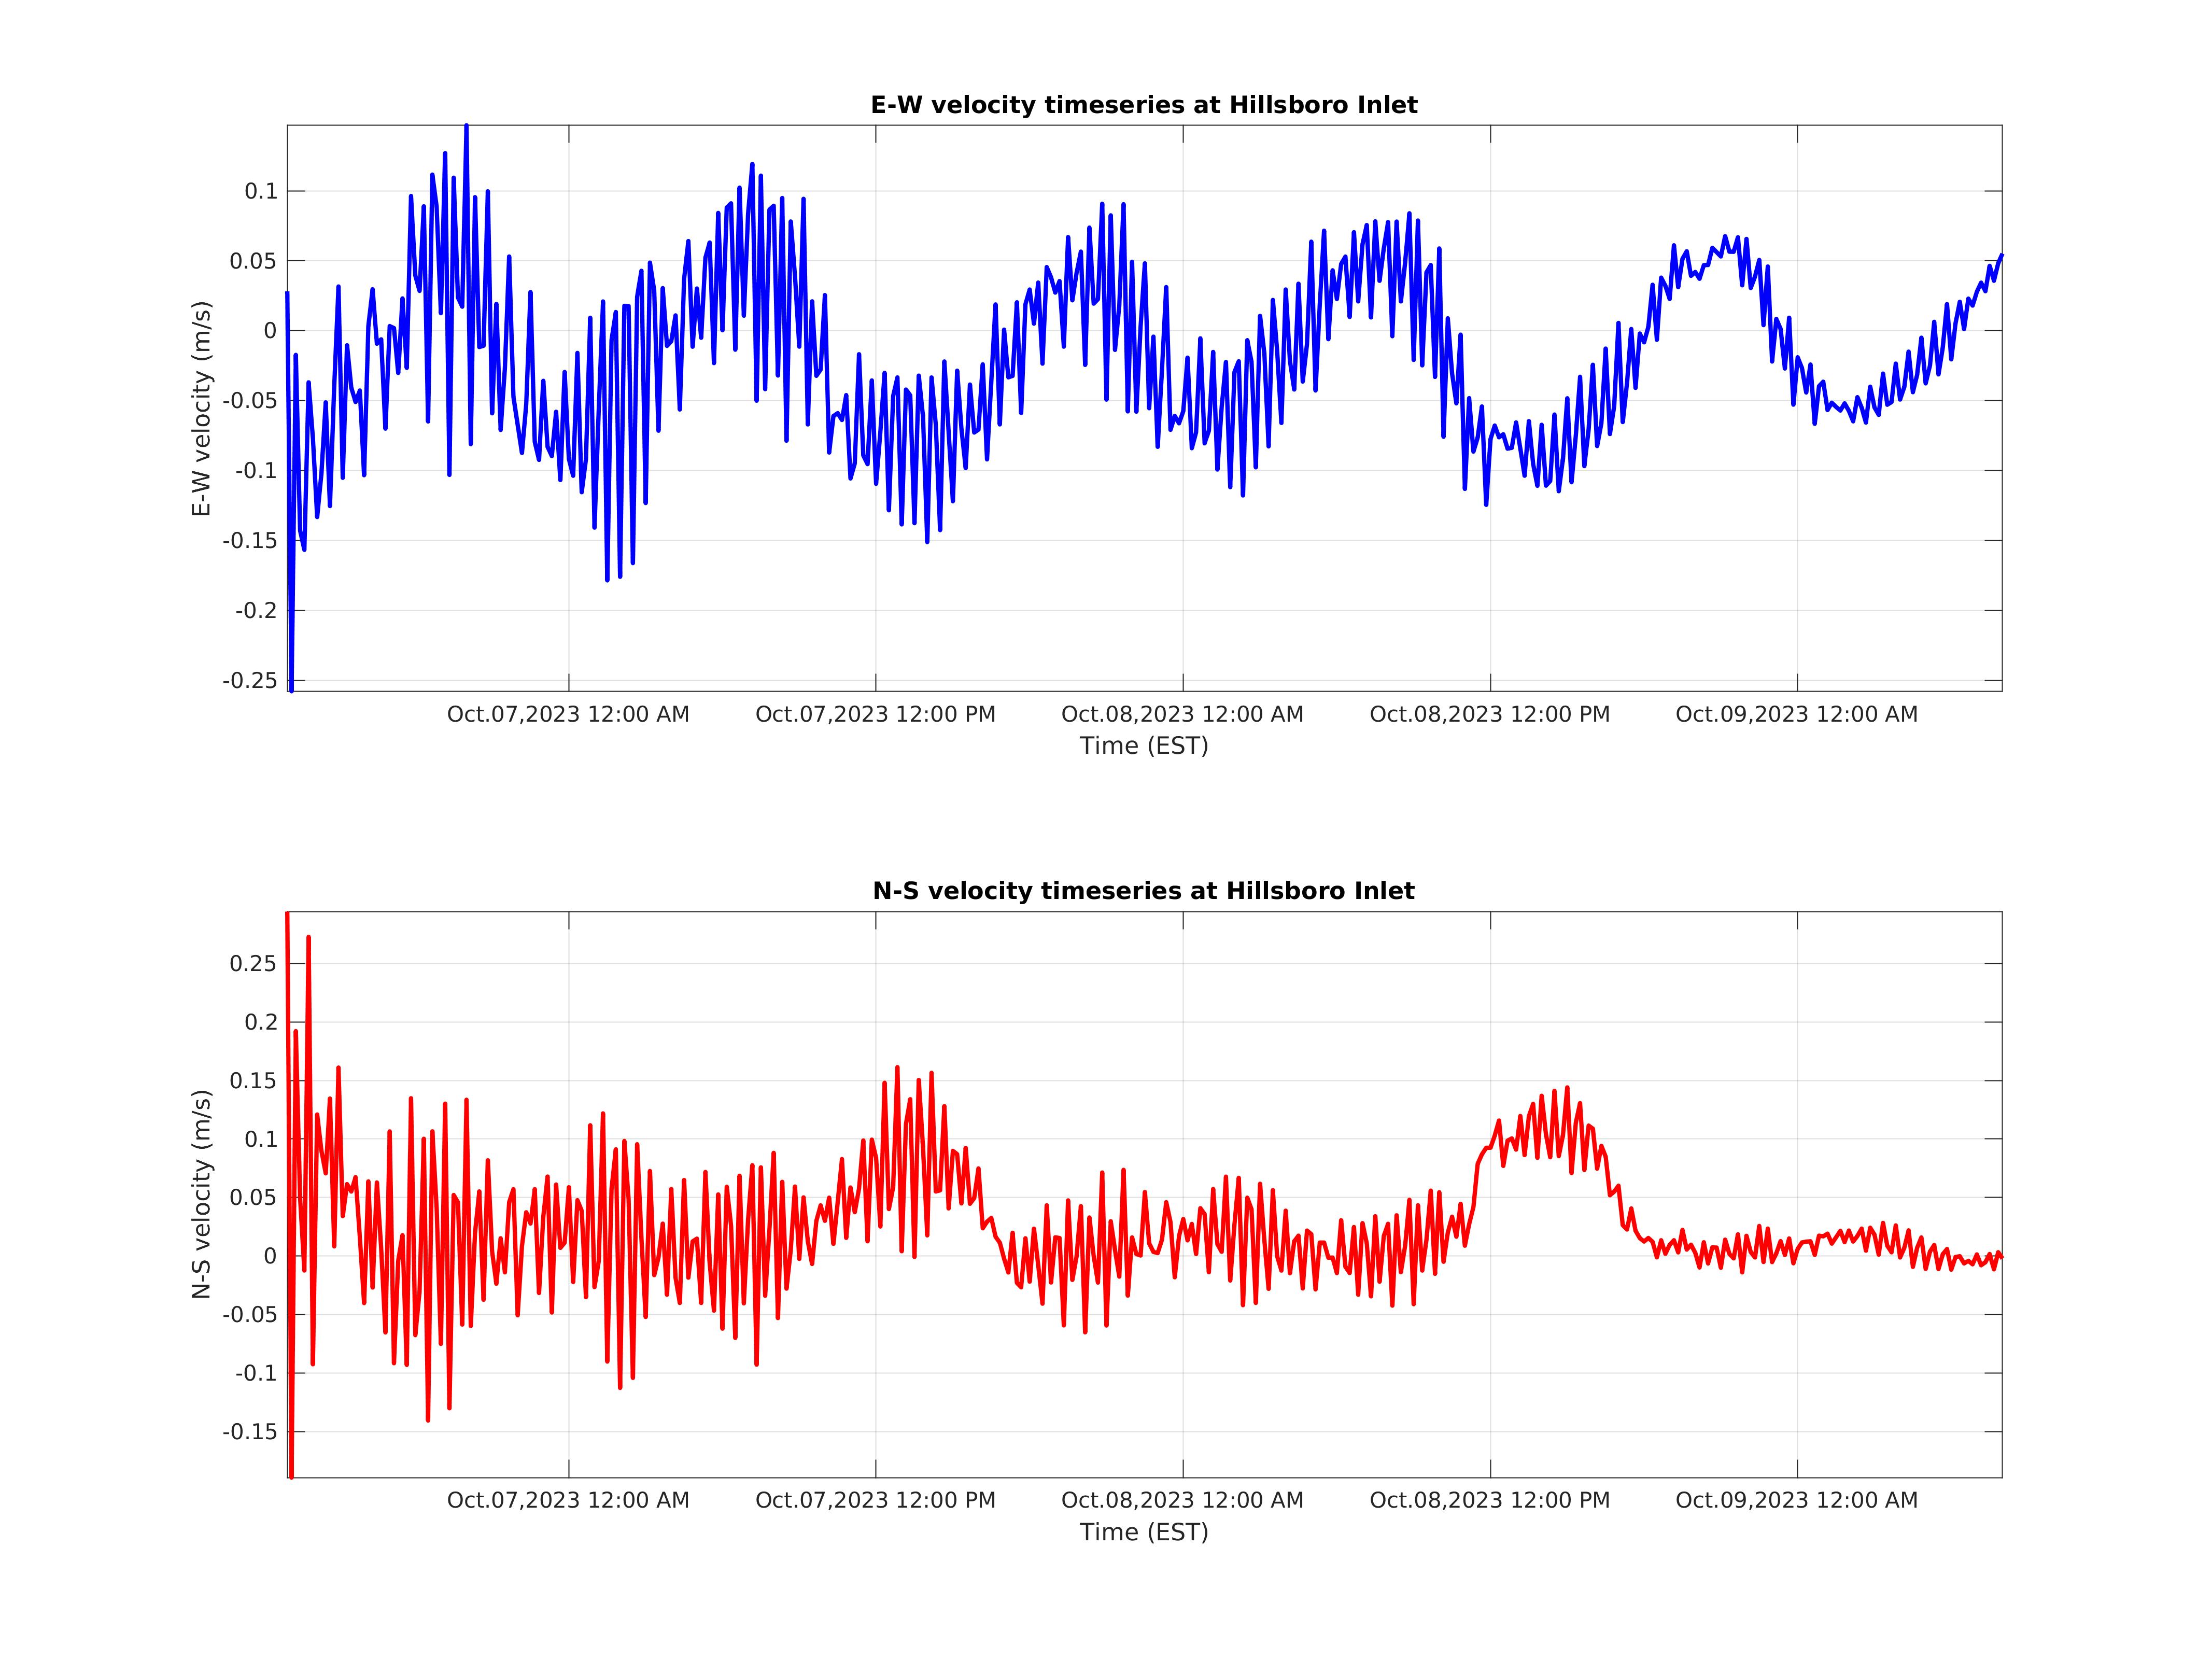 E-W velocity timeseries at Hillsboro Inlet
E-W velocity (m/s)
0.1
0.05
0
-0.05
-0.1
-0.15
-0.2
-0.25
Oct.07,2023 12:00 AM
Oct.07,2023 12:00 PM
Oct.08,2023 12:00 AM
Oct.08,2023 12:00 PM
Oct.09,2023 12:00 AM
Time (EST)
N-S velocity timeseries at Hillsboro Inlet
N-S velocity (m/s)
0.25
0.2
0.15
0.1
0.05
0
-0.05
-0.1
-0.15
Oct.07,2023 12:00 AM
Oct.07,2023 12:00 PM
Oct.08,2023 12:00 AM
Oct.08,2023 12:00 PM
Oct.09,2023 12:00 AM
Time (EST)